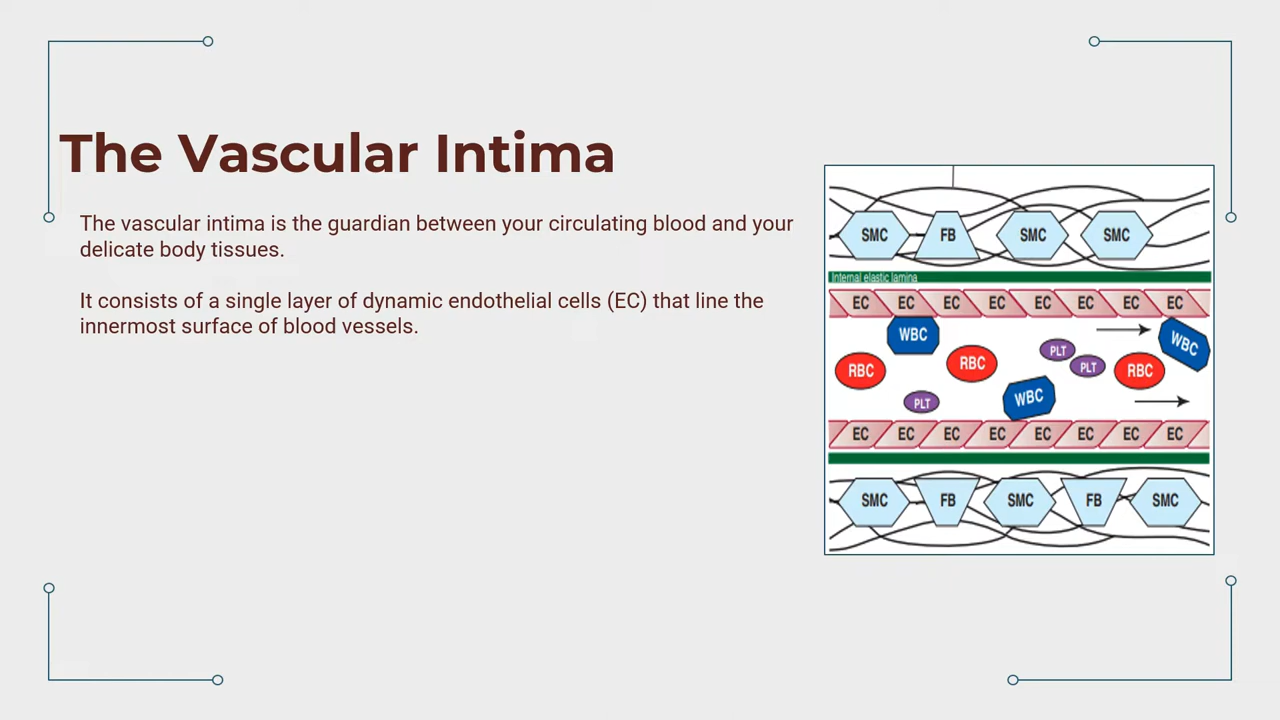 The Vascular Intima
The vascular intima is the guardian between your circulating blood and your
delicate body tissues.
It consists of a single layer of dynamic endothelial cells (EC) that line the
innermost surface of blood vessels.
SMC FB SMC SMC
Internal elastic lamina
EC EC EC EC EC EC EC EC
WBC WBC
RBC RBC PLT PLT RBC
PLT WBC
EC EC EC EC EC EC EC EC
SMC FB SMC FB SMC